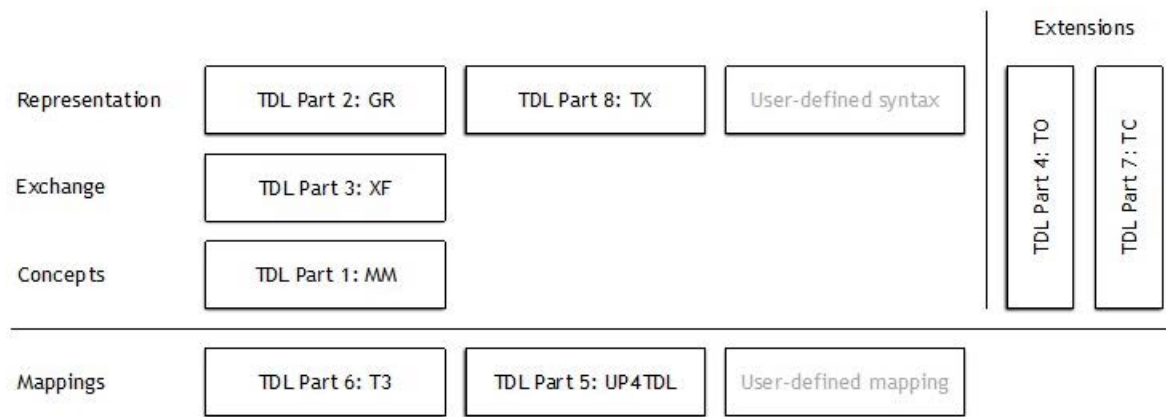 Extensions
Representation
TDL Part 2: GR
TDL Part 8: TX
User-defined syntax
TDL Part 4: TO
TDL Part 7: TC
Exchange
TDL Part 3: XF
Concepts
TDL Part 1: MM
Mappings
TDL Part 6: T3
TDL Part 5: UP4TDL
User-defined mapping